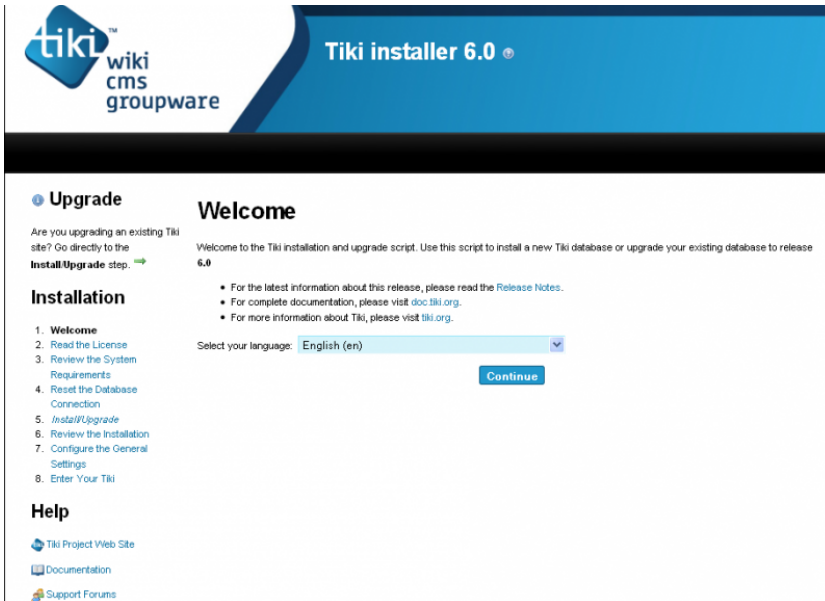 tiki™
wiki
cms
groupware
Tiki installer 6.0
Upgrade
Are you upgrading an existing Tiki
site? Go directly to the
Install/Upgrade step.
Installation
1. Welcome
2. Read the License
3. Review the System
Requirements
4. Reset the Database
Connection
5. Install/Upgrade
6. Review the Installation
7. Configure the General
Settings
8. Enter Your Tiki
Help
Tiki Project Web Site
Documentation
Support Forums
Welcome
Welcome to the Tiki installation and upgrade script. Use this script to install a new Tiki database or upgrade your existing database to release
6.0
• For the latest information about this release, please read the Release Notes.
• For complete documentation, please visit doc.tiki.org.
• For more information about Tiki, please visit tiki.org.
Select your language: English (en)
Continue